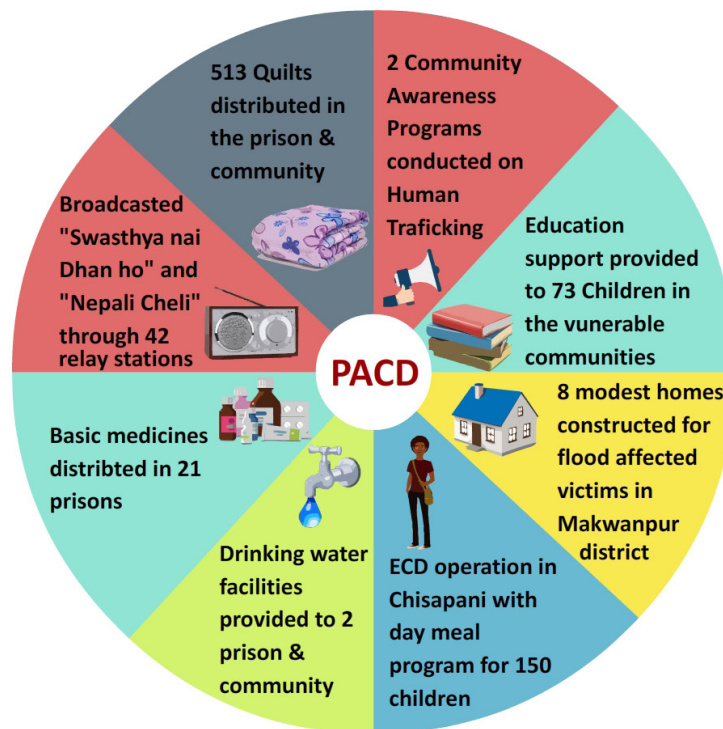 513 Quilts
distributed in
the prison &
community
2 Community
Awareness
Programs
conducted on
Human
Traficking
Education
support provided
to 73 Children in
the vunerable
communities
8 modest homes
constructed for
flood affected
victims in
Makwanpur
district
ECD operation in
Chisapani with
day meal
program for 150
children
Drinking water
facilities
provided to 2
prison &
community
Basic medicines
distribted in 21
prisons
Broadcasted
"Swasthya nai
Dhan ho" and
"Nepali Cheli"
through 42
relay stations
PACD